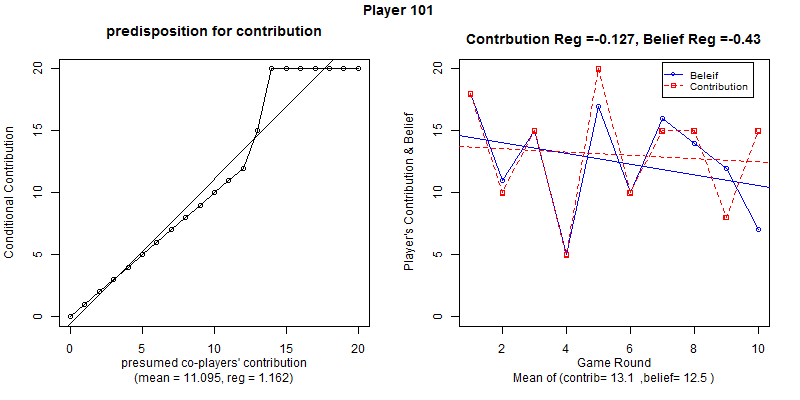 Player 101
predisposition for contribution
Conditional Contribution
0
5
10
15
20
0
5
10
15
20
presumed co-players' contribution
(mean = 11.095, reg = 1.162)
Contrbution Reg =-0.127, Belief Reg =-0.43
Player's Contribution & Belief
0
5
10
15
20
Beleif
Contribution
2
4
6
8
10
Game Round
Mean of (contrib= 13.1 ,belief= 12.5 )